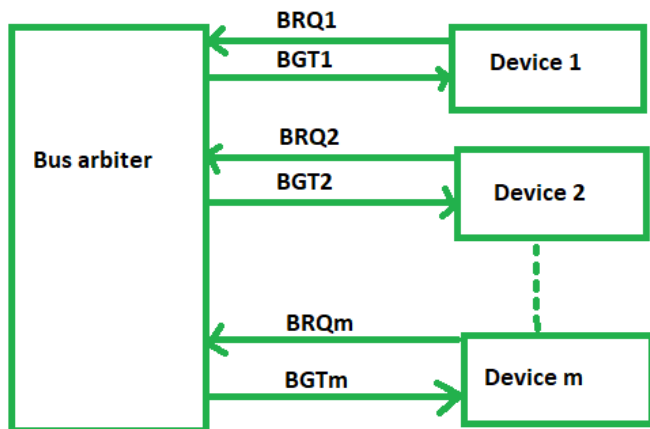 BRQ1
BGT1
Device 1
Bus arbiter
BRQ2
BGT2
Device 2
BRQm
BGTm
Device m